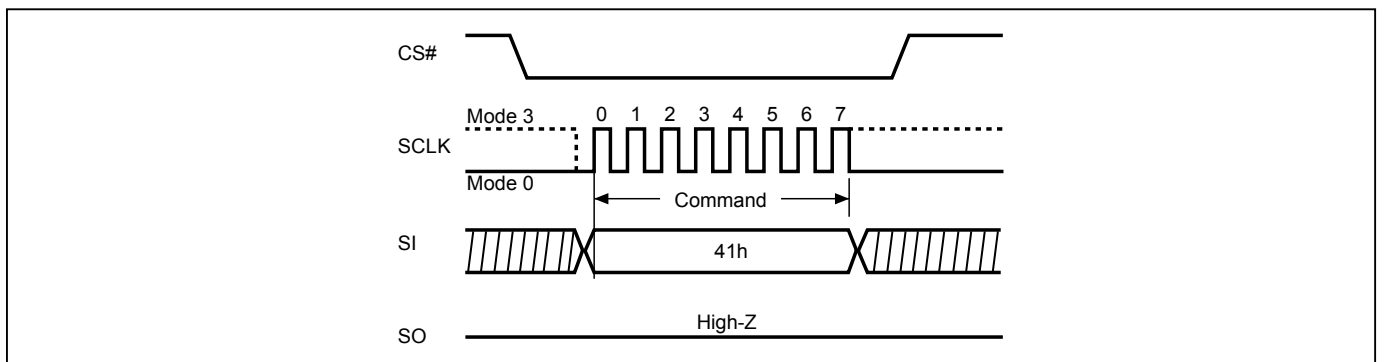 CS#
Mode 3
0 1 2 3 4 5 6 7
SCLK
Mode 0
Command
SI
41h
High-Z
SO